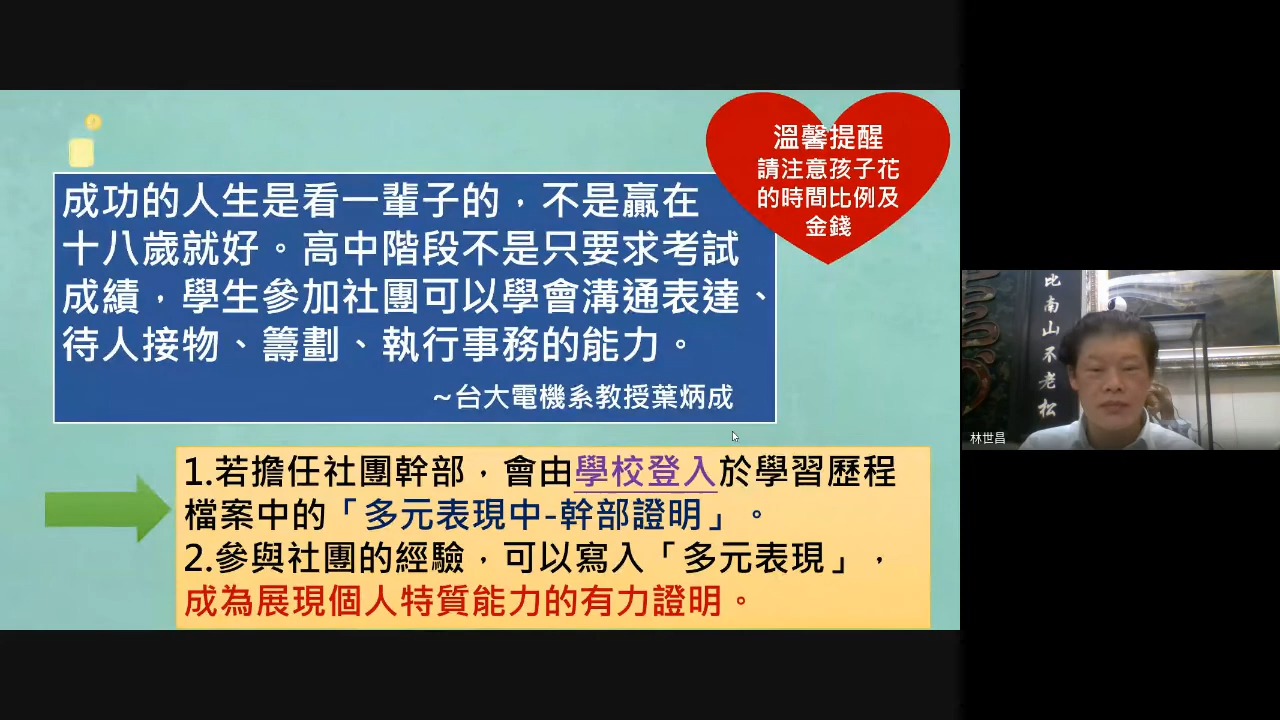 溫馨提醒
請注意孩子花
的時間比例及
金錢
成功的人生是看一輩子的，不是贏在
十八歲就好。高中階段不是只要求考試
成績，學生參加社團可以學會溝通表達、
待人接物、籌劃、執行事務的能力。
~台大電機系教授葉炳成
1.若擔任社團幹部，會由學校登入於學習歷程
檔案中的「多元表現中-幹部證明」。
2.參與社團的經驗，可以寫入「多元表現」，
成為展現個人特質能力的有力證明。
比南山不老松
林世昌